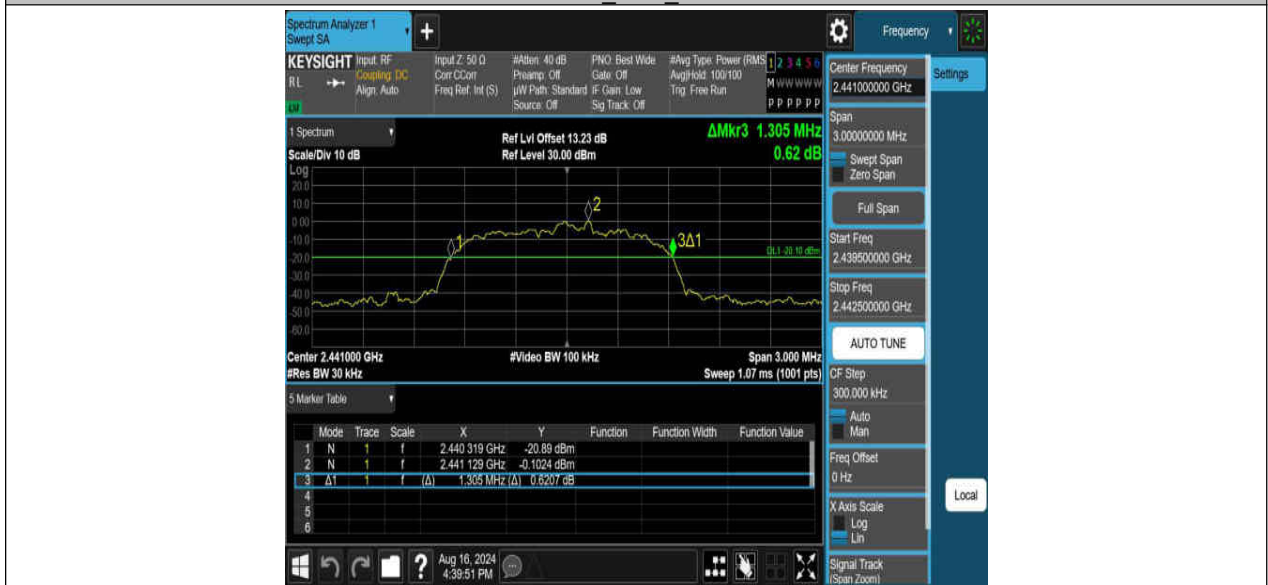 Spectrum Analyzer 1
Swept SA
+
Frequency
KEYSIGHT
RL
Input: RF
Coupling: DC
Align: Auto
Input Z: 50 Ω
Corr CCorr
Freq Ref: Int (S)
#Atten: 40 dB
Preamp: Off
µW Path: Standard
Source: Off
PNO: Best Wide
Gate: Off
IF Gain: Low
Sig Track: Off
#Avg Type: Power (RMS
Avg|Hold: 100/100
Trig: Free Run
1 2 3 4 5 6
M W W W W W
P P P P P P
1 Spectrum
Scale/Div 10 dB
Ref Lvl Offset 13.23 dB
Ref Level 30.00 dBm
ΔMkr3 1.305 MHz
0.62 dB
Log
20.0
10.0
0.00
-10.0
-20.0
-30.0
-40.0
-50.0
-60.0
1
2
3Δ1
DL1 -20.10 dBm
Center 2.441000 GHz
#Video BW 100 kHz
Span 3.000 MHz
#Res BW 30 kHz
Sweep 1.07 ms (1001 pts)
5 Marker Table
Mode Trace Scale X Y Function Function Width Function Value
1 N 1 f 2.440 319 GHz -20.89 dBm
2 N 1 f 2.441 129 GHz -0.1024 dBm
3 Δ1 1 f (Δ) 1.305 MHz (Δ) 0.6207 dB
4
5
6
?
Aug 16, 2024
4:39:51 PM
Center Frequency
2.441000000 GHz
Settings
Span
3.00000000 MHz
Swept Span
Zero Span
Full Span
Start Freq
2.439500000 GHz
Stop Freq
2.442500000 GHz
AUTO TUNE
CF Step
300.000 kHz
Auto
Man
Freq Offset
0 Hz
X Axis Scale
Log
Lin
Local
Signal Track
(Span Zoom)